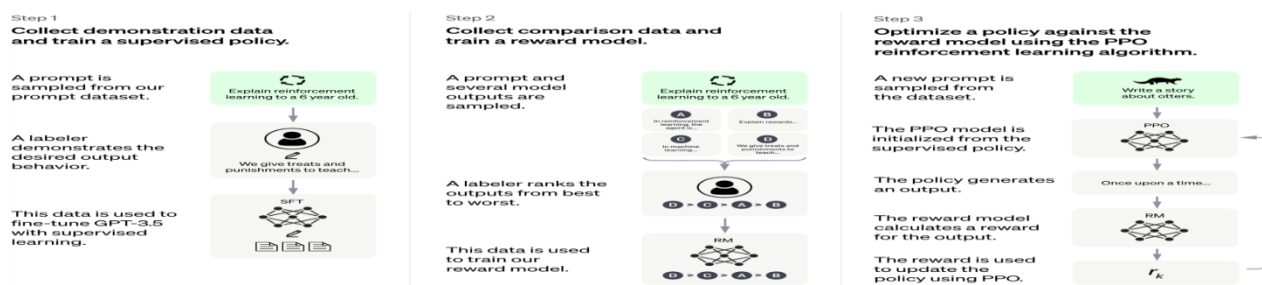 Step 1
Collect demonstration data
and train a supervised policy.
A prompt is
sampled from our
prompt dataset.
Explain reinforcement
learning to a 6 year old.
A labeler
demonstrates the
desired output
behavior.
We give treats and
punishments to teach...
This data is used to
fine-tune GPT-3.5
with supervised
learning.
SFT
Step 2
Collect comparison data and
train a reward model.
A prompt and
several model
outputs are
sampled.
Explain reinforcement
learning to a 6 year old.
A
In reinforcement
learning, the
agent is...
B
Explain rewards...
C
In machine
learning...
D
We give treats and
punishments to
teach...
A labeler ranks the
outputs from best
to worst.
D > C > A > B
This data is used
to train our
reward model.
RM
D > C > A > B
Step 3
Optimize a policy against the
reward model using the PPO
reinforcement learning algorithm.
A new prompt is
sampled from
the dataset.
Write a story
about otters.
The PPO model is
initialized from the
supervised policy.
PPO
The policy generates
an output.
Once upon a time...
The reward model
calculates a reward
for the output.
RM
The reward is used
to update the
policy using PPO.
rk